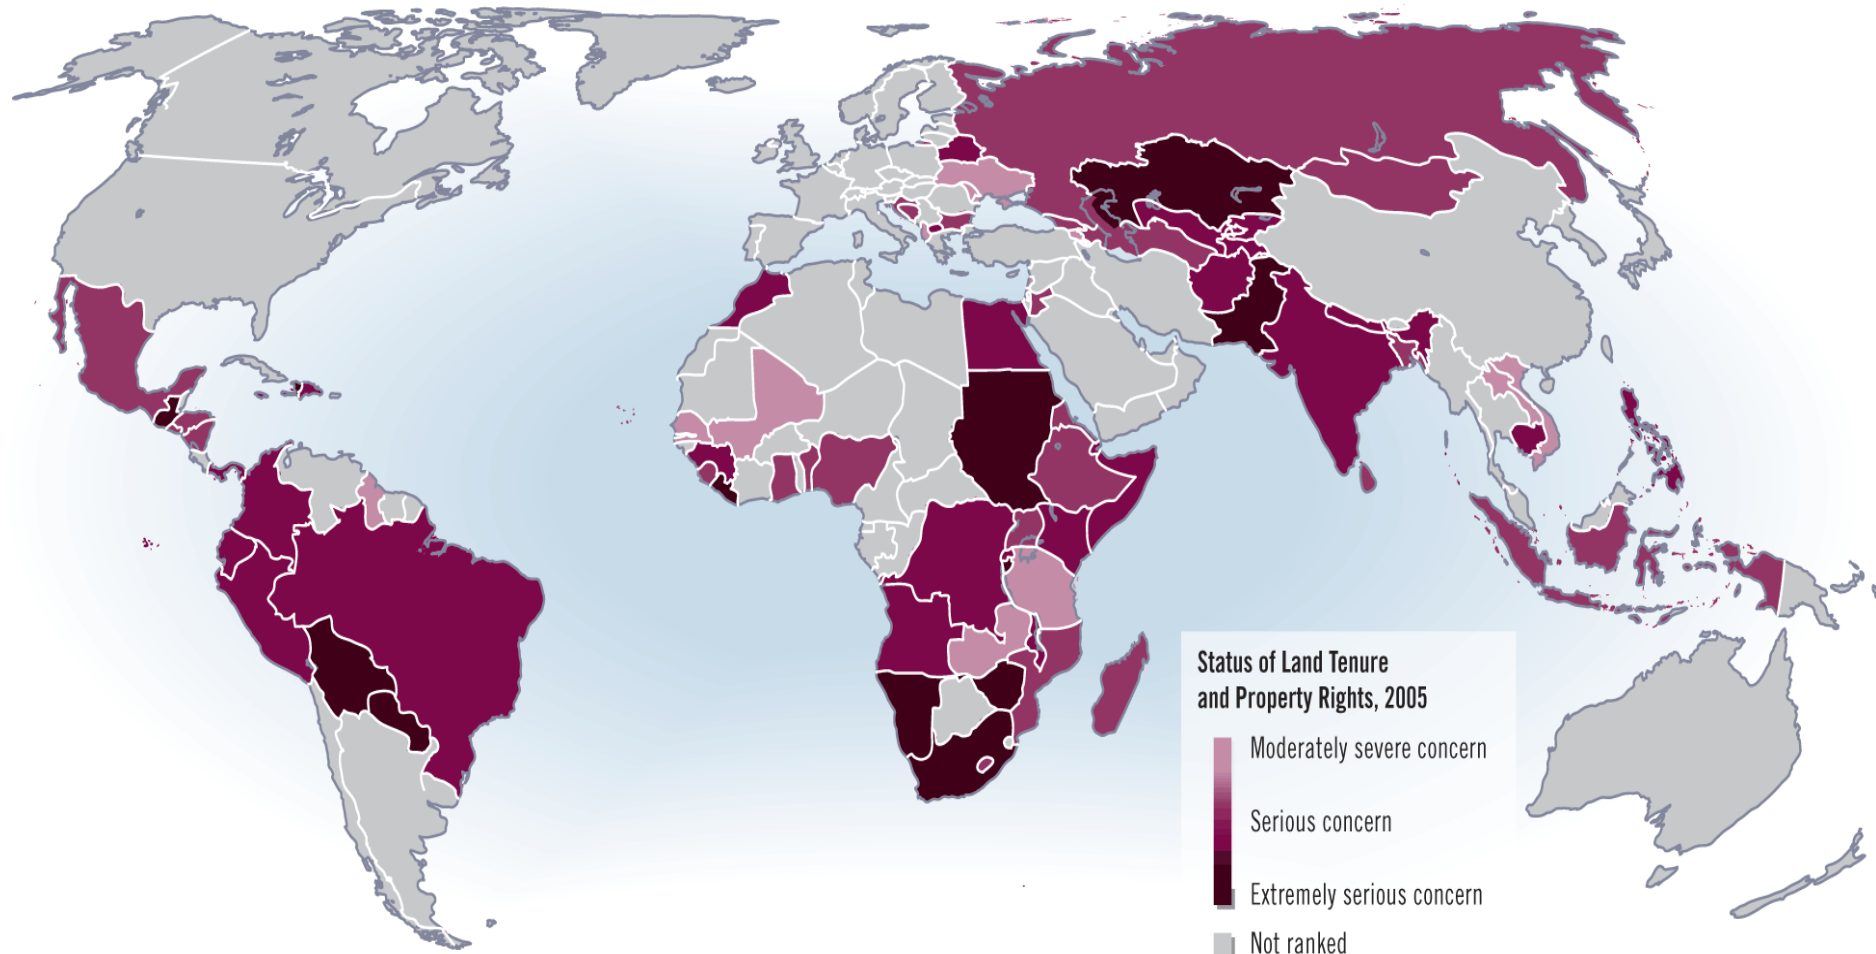 Status of Land Tenure
and Property Rights, 2005
Moderately severe concern
Serious concern
Extremely serious concern
Not ranked